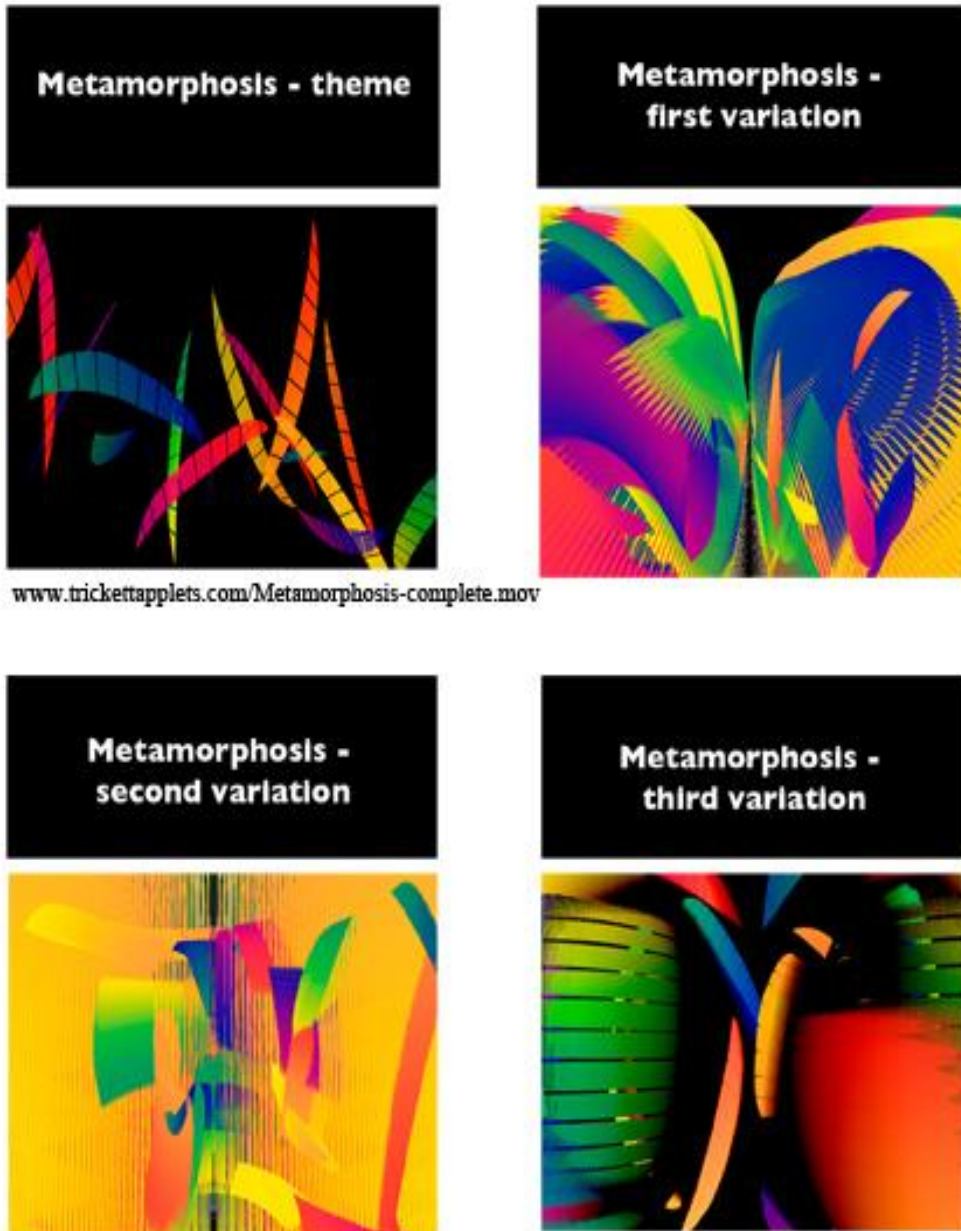 Metamorphosis - theme
Metamorphosis -
first variation
www.trickettapplets.com/Metamorphosis-complete.mov
Metamorphosis -
second variation
Metamorphosis -
third variation